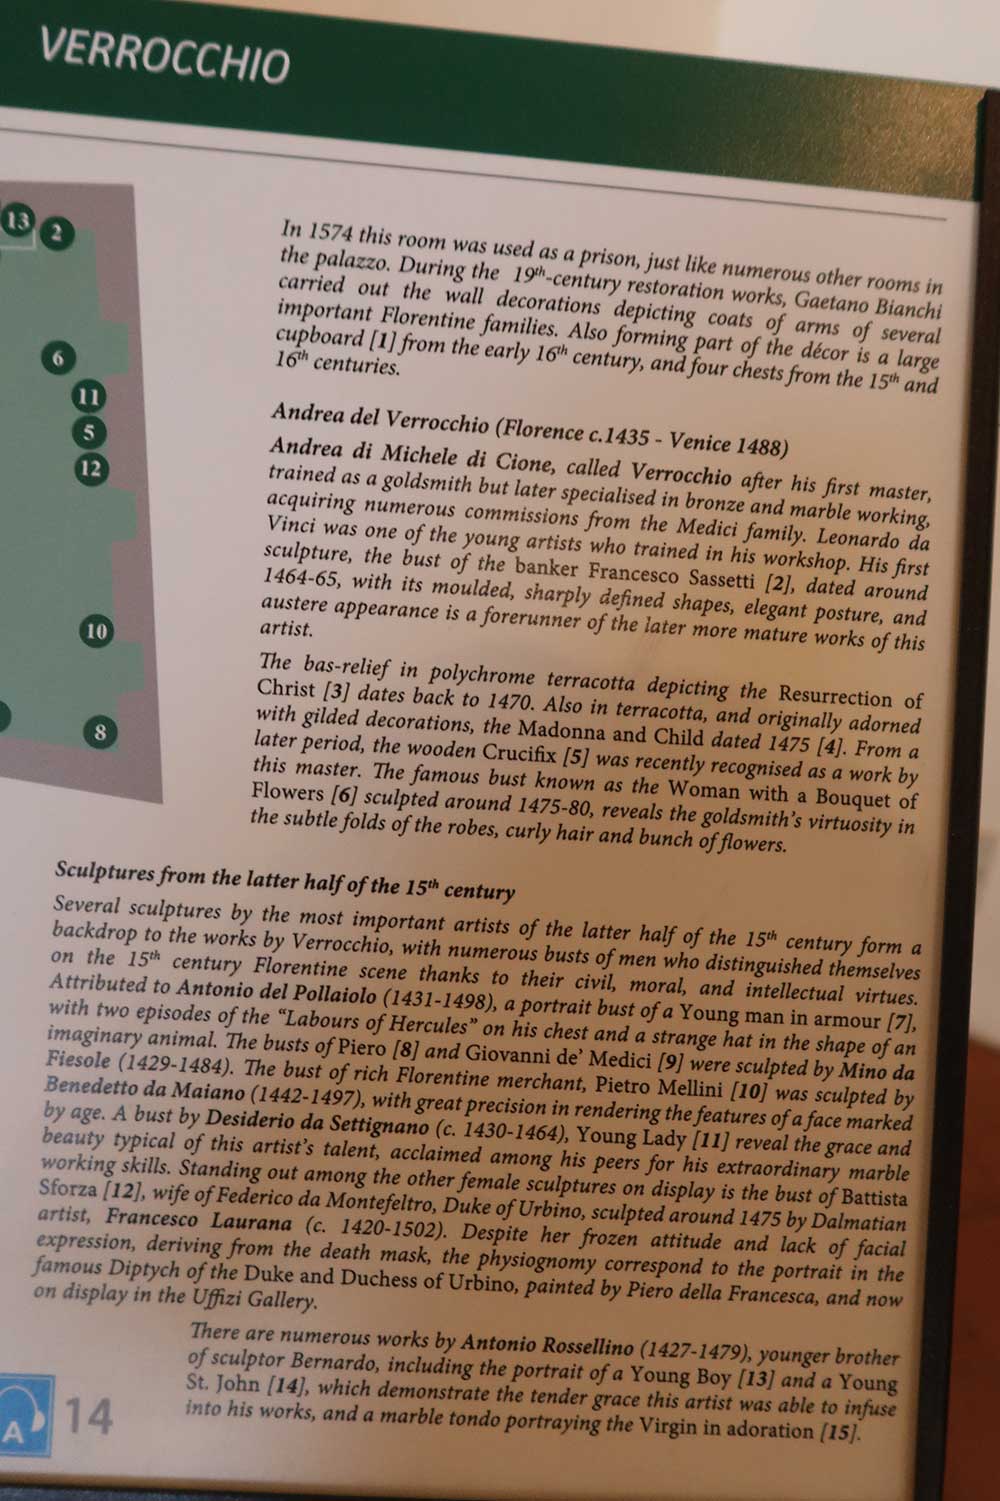 VERROCCHIO
13
2
6
11
5
12
10
8
In 1574 this room was used as a prison, just like numerous other rooms in
the palazzo. During the 19th-century restoration works, Gaetano Bianchi
carried out the wall decorations depicting coats of arms of several
important Florentine families. Also forming part of the décor is a large
cupboard [1] from the early 16th century, and four chests from the 15th and
16th centuries.
Andrea del Verrocchio (Florence c.1435 - Venice 1488)
Andrea di Michele di Cione, called Verrocchio after his first master,
trained as a goldsmith but later specialised in bronze and marble working,
acquiring numerous commissions from the Medici family. Leonardo da
Vinci was one of the young artists who trained in his workshop. His first
sculpture, the bust of the banker Francesco Sassetti [2], dated around
1464-65, with its moulded, sharply defined shapes, elegant posture, and
austere appearance is a forerunner of the later more mature works of this
artist.
The bas-relief in polychrome terracotta depicting the Resurrection of
Christ [3] dates back to 1470. Also in terracotta, and originally adorned
with gilded decorations, the Madonna and Child dated 1475 [4]. From a
later period, the wooden Crucifix [5] was recently recognised as a work by
this master. The famous bust known as the Woman with a Bouquet of
Flowers [6] sculpted around 1475-80, reveals the goldsmith's virtuosity in
the subtle folds of the robes, curly hair and bunch of flowers.
Sculptures from the latter half of the 15th century
Several sculptures by the most important artists of the latter half of the 15th century form a
backdrop to the works by Verrocchio, with numerous busts of men who distinguished themselves
on the 15th century Florentine scene thanks to their civil, moral, and intellectual virtues.
Attributed to Antonio del Pollaiolo (1431-1498), a portrait bust of a Young man in armour [7],
with two episodes of the "Labours of Hercules" on his chest and a strange hat in the shape of an
imaginary animal. The busts of Piero [8] and Giovanni de' Medici [9] were sculpted by Mino da
Fiesole (1429-1484). The bust of rich Florentine merchant, Pietro Mellini [10] was sculpted by
Benedetto da Maiano (1442-1497), with great precision in rendering the features of a face marked
by age. A bust by Desiderio da Settignano (c. 1430-1464), Young Lady [11] reveal the grace and
beauty typical of this artist's talent, acclaimed among his peers for his extraordinary marble
working skills. Standing out among the other female sculptures on display is the bust of Battista
Sforza [12], wife of Federico da Montefeltro, Duke of Urbino, sculpted around 1475 by Dalmatian
artist, Francesco Laurana (c. 1420-1502). Despite her frozen attitude and lack of facial
expression, deriving from the death mask, the physiognomy correspond to the portrait in the
famous Diptych of the Duke and Duchess of Urbino, painted by Piero della Francesca, and now
on display in the Uffizi Gallery.
There are numerous works by Antonio Rossellino (1427-1479), younger brother
of sculptor Bernardo, including the portrait of a Young Boy [13] and a Young
St. John [14], which demonstrate the tender grace this artist was able to infuse
into his works, and a marble tondo portraying the Virgin in adoration [15].
A
14